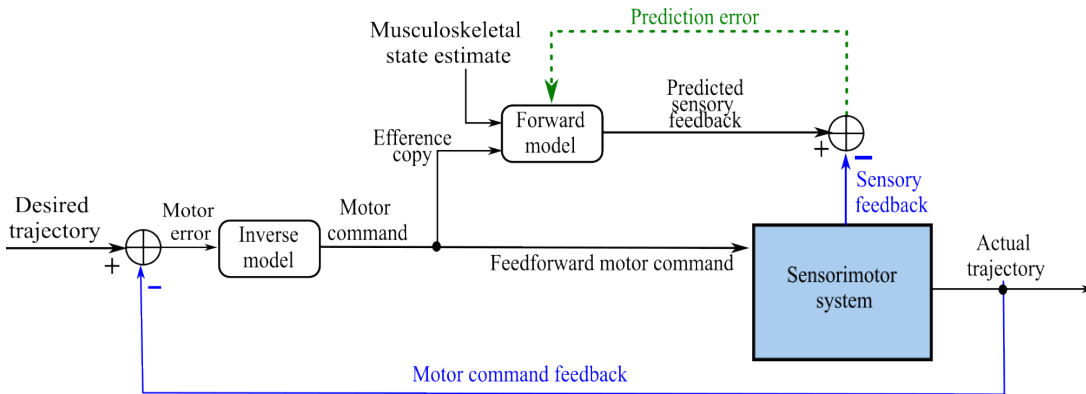 Prediction error
Musculoskeletal
state estimate
Forward
model
Predicted
sensory
feedback
+
−
Efference
copy
Sensory
feedback
Desired
trajectory
+
−
Motor
error
Inverse
model
Motor
command
Feedforward motor command
Sensorimotor
system
Actual
trajectory
Motor command feedback